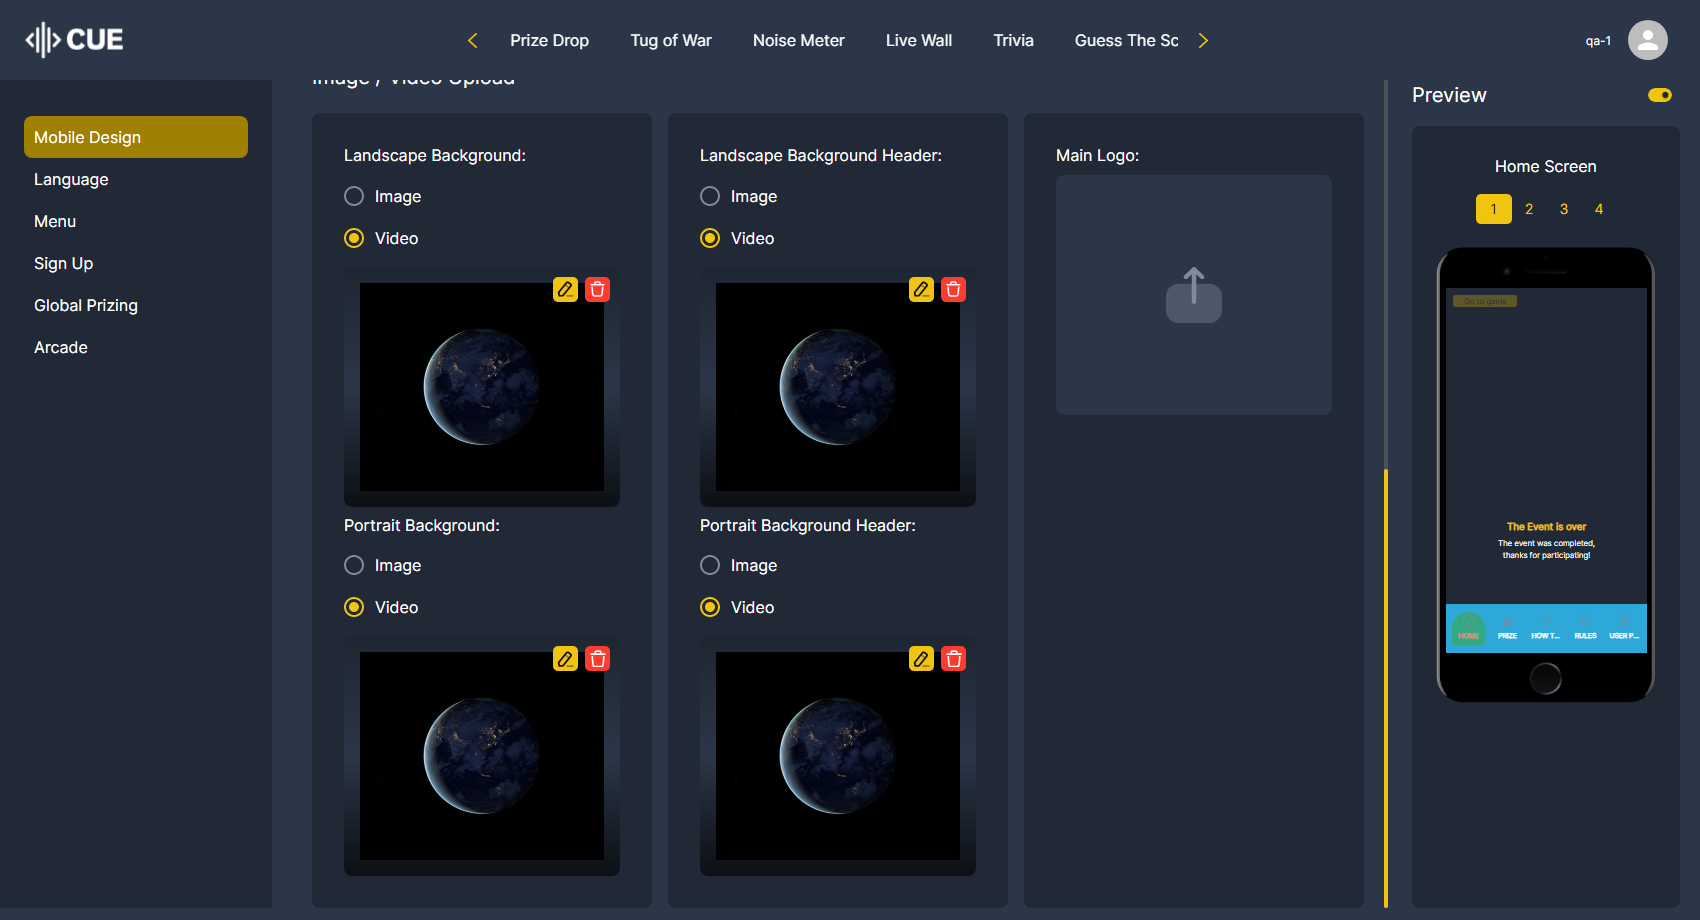 CUE
Prize Drop
Tug of War
Noise Meter
Live Wall
Trivia
Guess The Sc
qa-1
Mobile Design
Language
Menu
Sign Up
Global Prizing
Arcade
Image / Video Upload
Landscape Background:
Image
Video
Portrait Background:
Image
Video
Landscape Background Header:
Image
Video
Portrait Background Header:
Image
Video
Main Logo:
Preview
Home Screen
1 2 3 4
Go to game
The Event is over
The event was completed,
thanks for participating!
HOME PRIZE HOW T... RULES USER P...